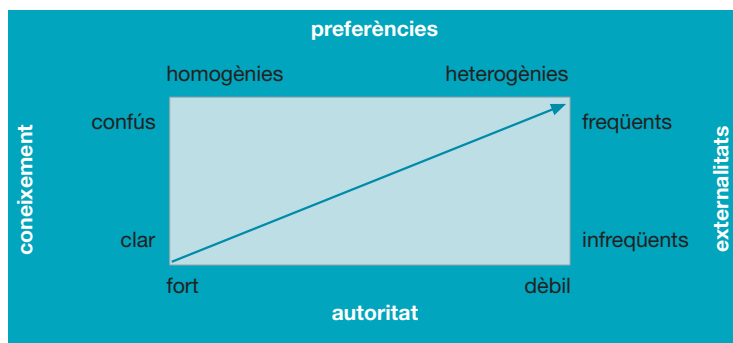 preferències
homogènies heterogènies
confús freqüents
coneixement externalitats
clar infreqüents
fort dèbil
autoritat